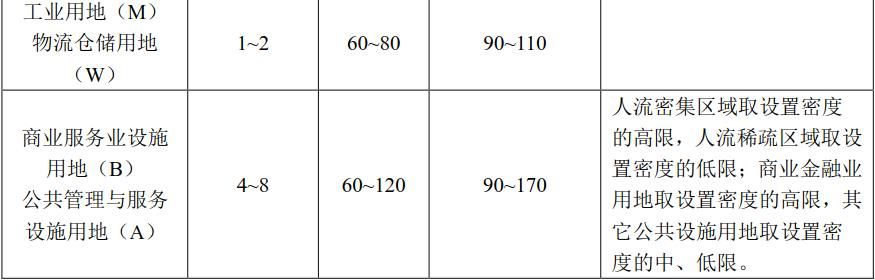 工业用地（M）
物流仓储用地
（W）
1~2
60~80
90~110
商业服务业设施
用地（B）
公共管理与服务
设施用地（A）
4~8
60~120
90~170
人流密集区域取设置密度
的高限，人流稀疏区域取设
置密度的低限；商业金融业
用地取设置密度的高限，其
它公共设施用地取设置密
度的中、低限。